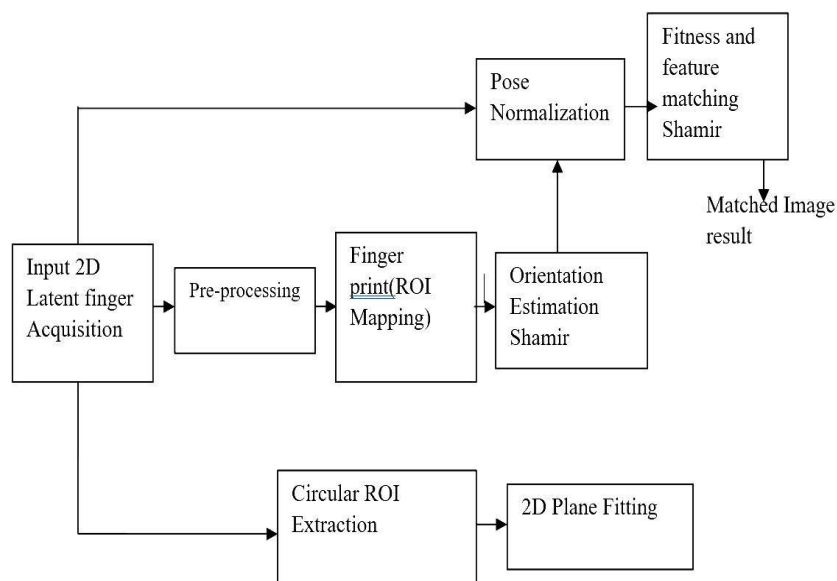 Fitness and
feature
matching
Shamir
Pose
Normalization
Matched Image
result
Input 2D
Latent finger
Acquisition
Pre-processing
Finger
print(ROI
Mapping)
Orientation
Estimation
Shamir
Circular ROI
Extraction
2D Plane Fitting